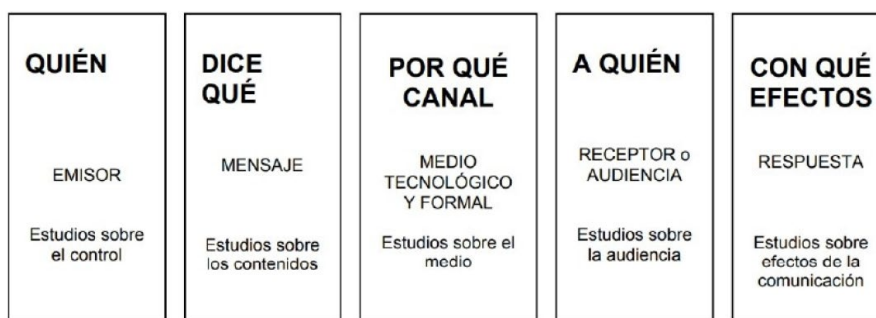 QUIÉN
EMISOR
Estudios sobre
el control
DICE
QUÉ
MENSAJE
Estudios sobre
los contenidos
POR QUÉ
CANAL
MEDIO
TECNOLÓGICO
Y FORMAL
Estudios sobre el
medio
A QUIÉN
RECEPTOR o
AUDIENCIA
Estudios sobre
la audiencia
CON QUÉ
EFECTOS
RESPUESTA
Estudios sobre
efectos de la
comunicación